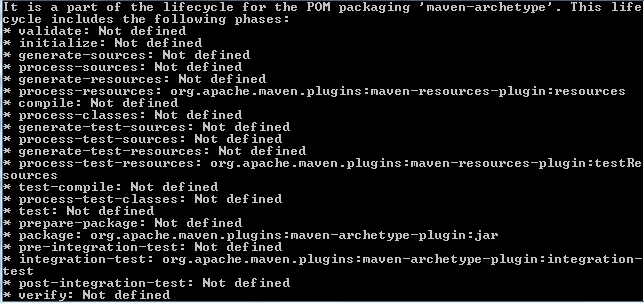 It is a part of the lifecycle for the POM packaging 'maven-archetype'. This life
cycle includes the following phases:
* validate: Not defined
* initialize: Not defined
* generate-sources: Not defined
* process-sources: Not defined
* generate-resources: Not defined
* process-resources: org.apache.maven.plugins:maven-resources-plugin:resources
* compile: Not defined
* process-classes: Not defined
* generate-test-sources: Not defined
* process-test-sources: Not defined
* generate-test-resources: Not defined
* process-test-resources: org.apache.maven.plugins:maven-resources-plugin:testRe
sources
* test-compile: Not defined
* process-test-classes: Not defined
* test: Not defined
* prepare-package: Not defined
* package: org.apache.maven.plugins:maven-archetype-plugin:jar
* pre-integration-test: Not defined
* integration-test: org.apache.maven.plugins:maven-archetype-plugin:integration-
test
* post-integration-test: Not defined
* verify: Not defined